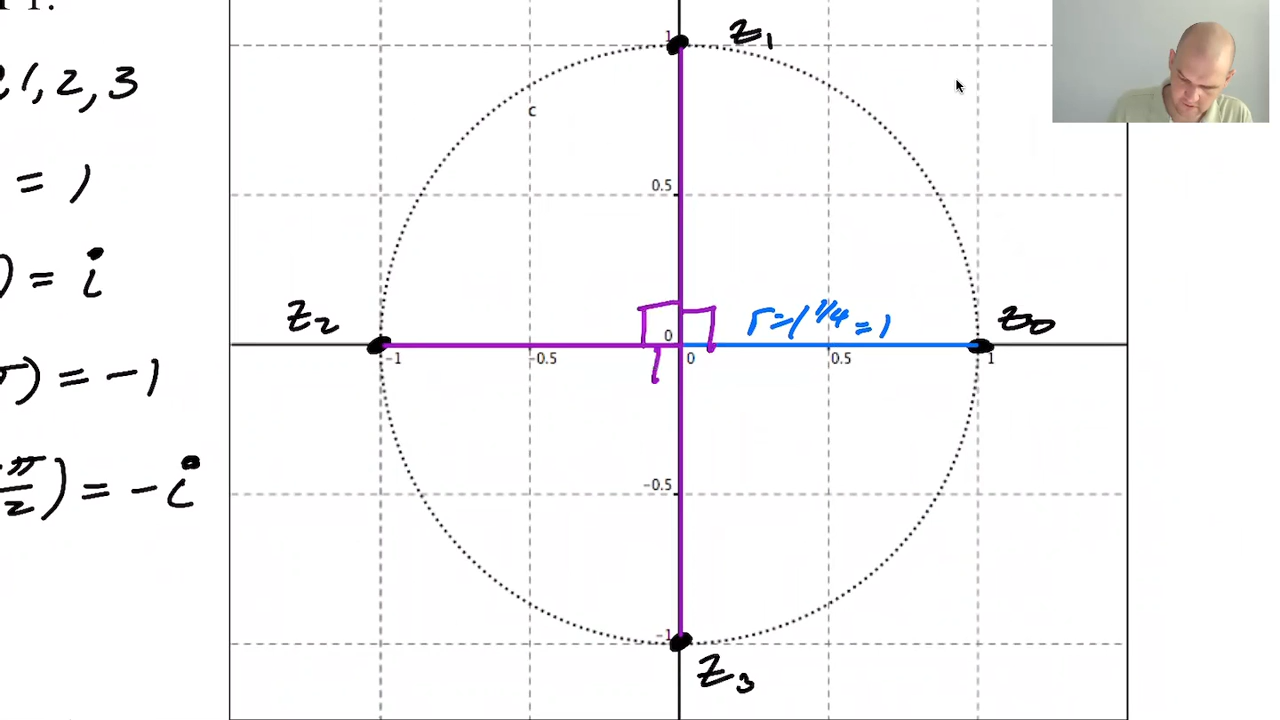 1, 2, 3
= 1
) = i
) = -1
π/2) = -i
z₁
1
c
0.5
z₂
r=1^{1/4}=1
z₀
0
-1
-0.5
0
0.5
1
-0.5
-1
z₃